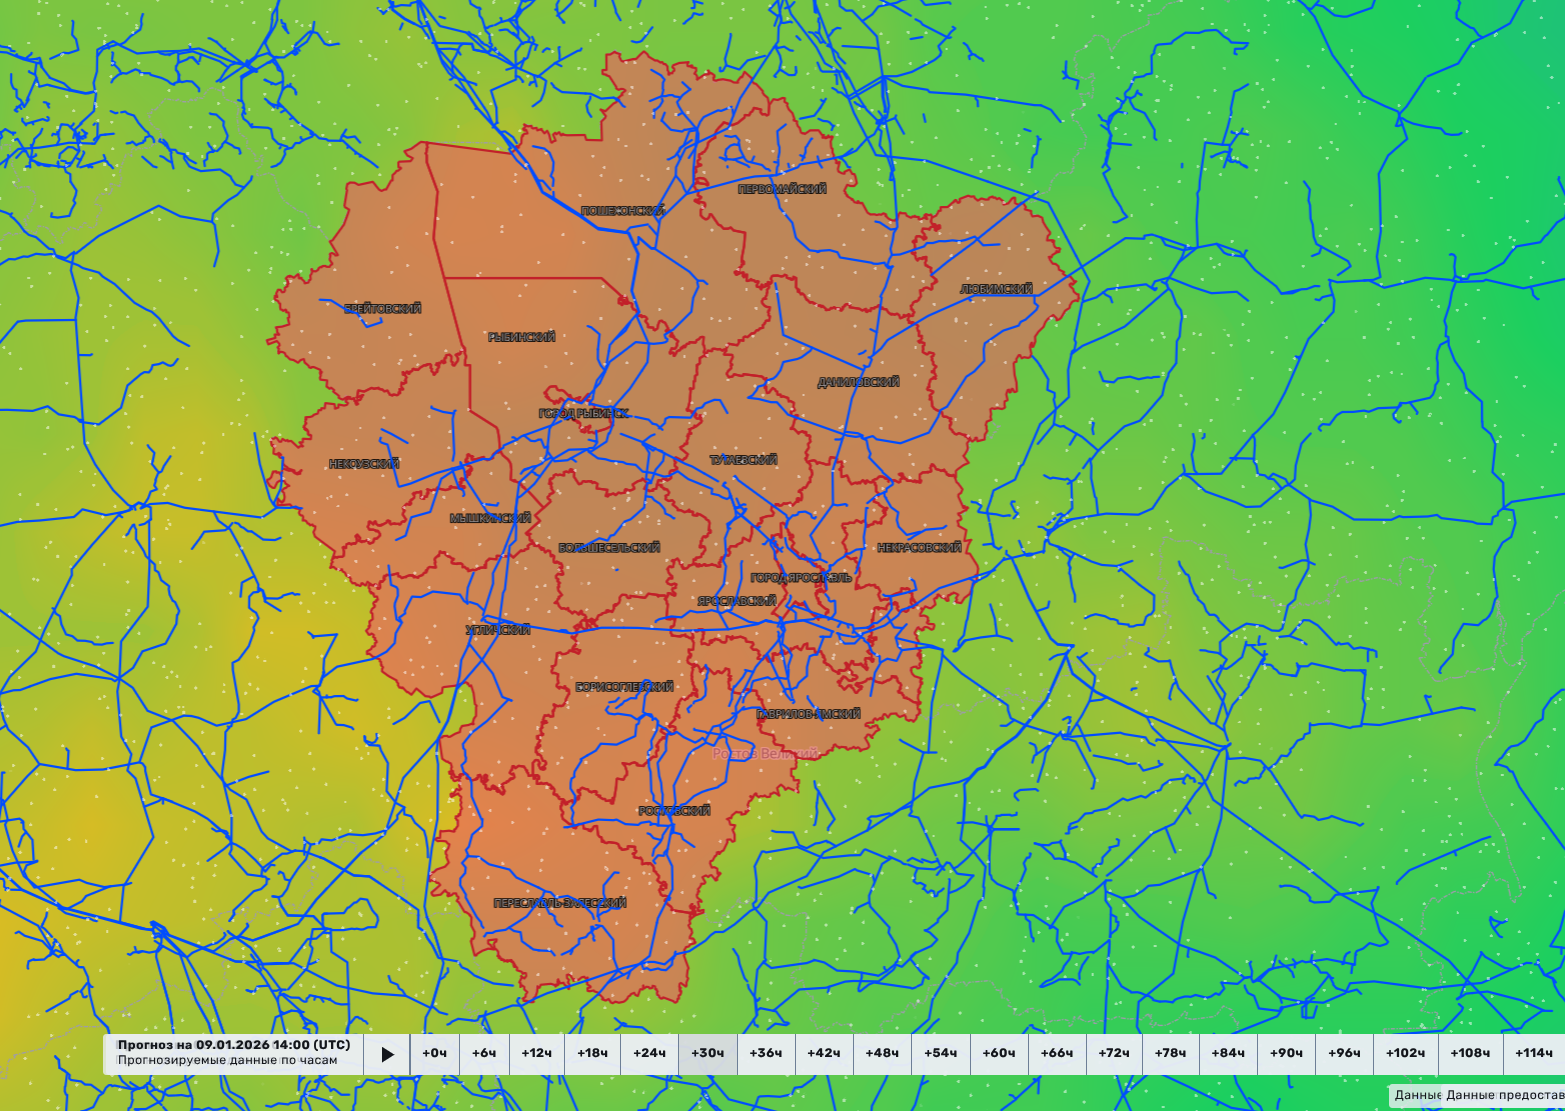 ПЕРВОМАЙСКИЙ
ПОШЕХОНСКИЙ
ЛЮБИМСКИЙ
БРЕЙТОВСКИЙ
РЫБИНСКИЙ
ДАНИЛОВСКИЙ
ГОРОД РЫБИНСК
ТУТАЕВСКИЙ
НЕКОУЗСКИЙ
МЫШКИНСКИЙ
БОЛЬШЕСЕЛЬСКИЙ
НЕКРАСОВСКИЙ
ГОРОД ЯРОСЛАВЛЬ
ЯРОСЛАВСКИЙ
УГЛИЧСКИЙ
БОРИСОГЛЕБСКИЙ
ГАВРИЛОВ-ЯМСКИЙ
Ростов Великий
РОСТОВСКИЙ
ПЕРЕСЛАВЛЬ-ЗАЛЕССКИЙ
Прогноз на 09.01.2026 14:00 (UTC)
Прогнозируемые данные по часам
+0ч +6ч +12ч +18ч +24ч +30ч +36ч +42ч +48ч +54ч +60ч +66ч +72ч +78ч +84ч +90ч +96ч +102ч +108ч +114ч
Данные Данные предостав